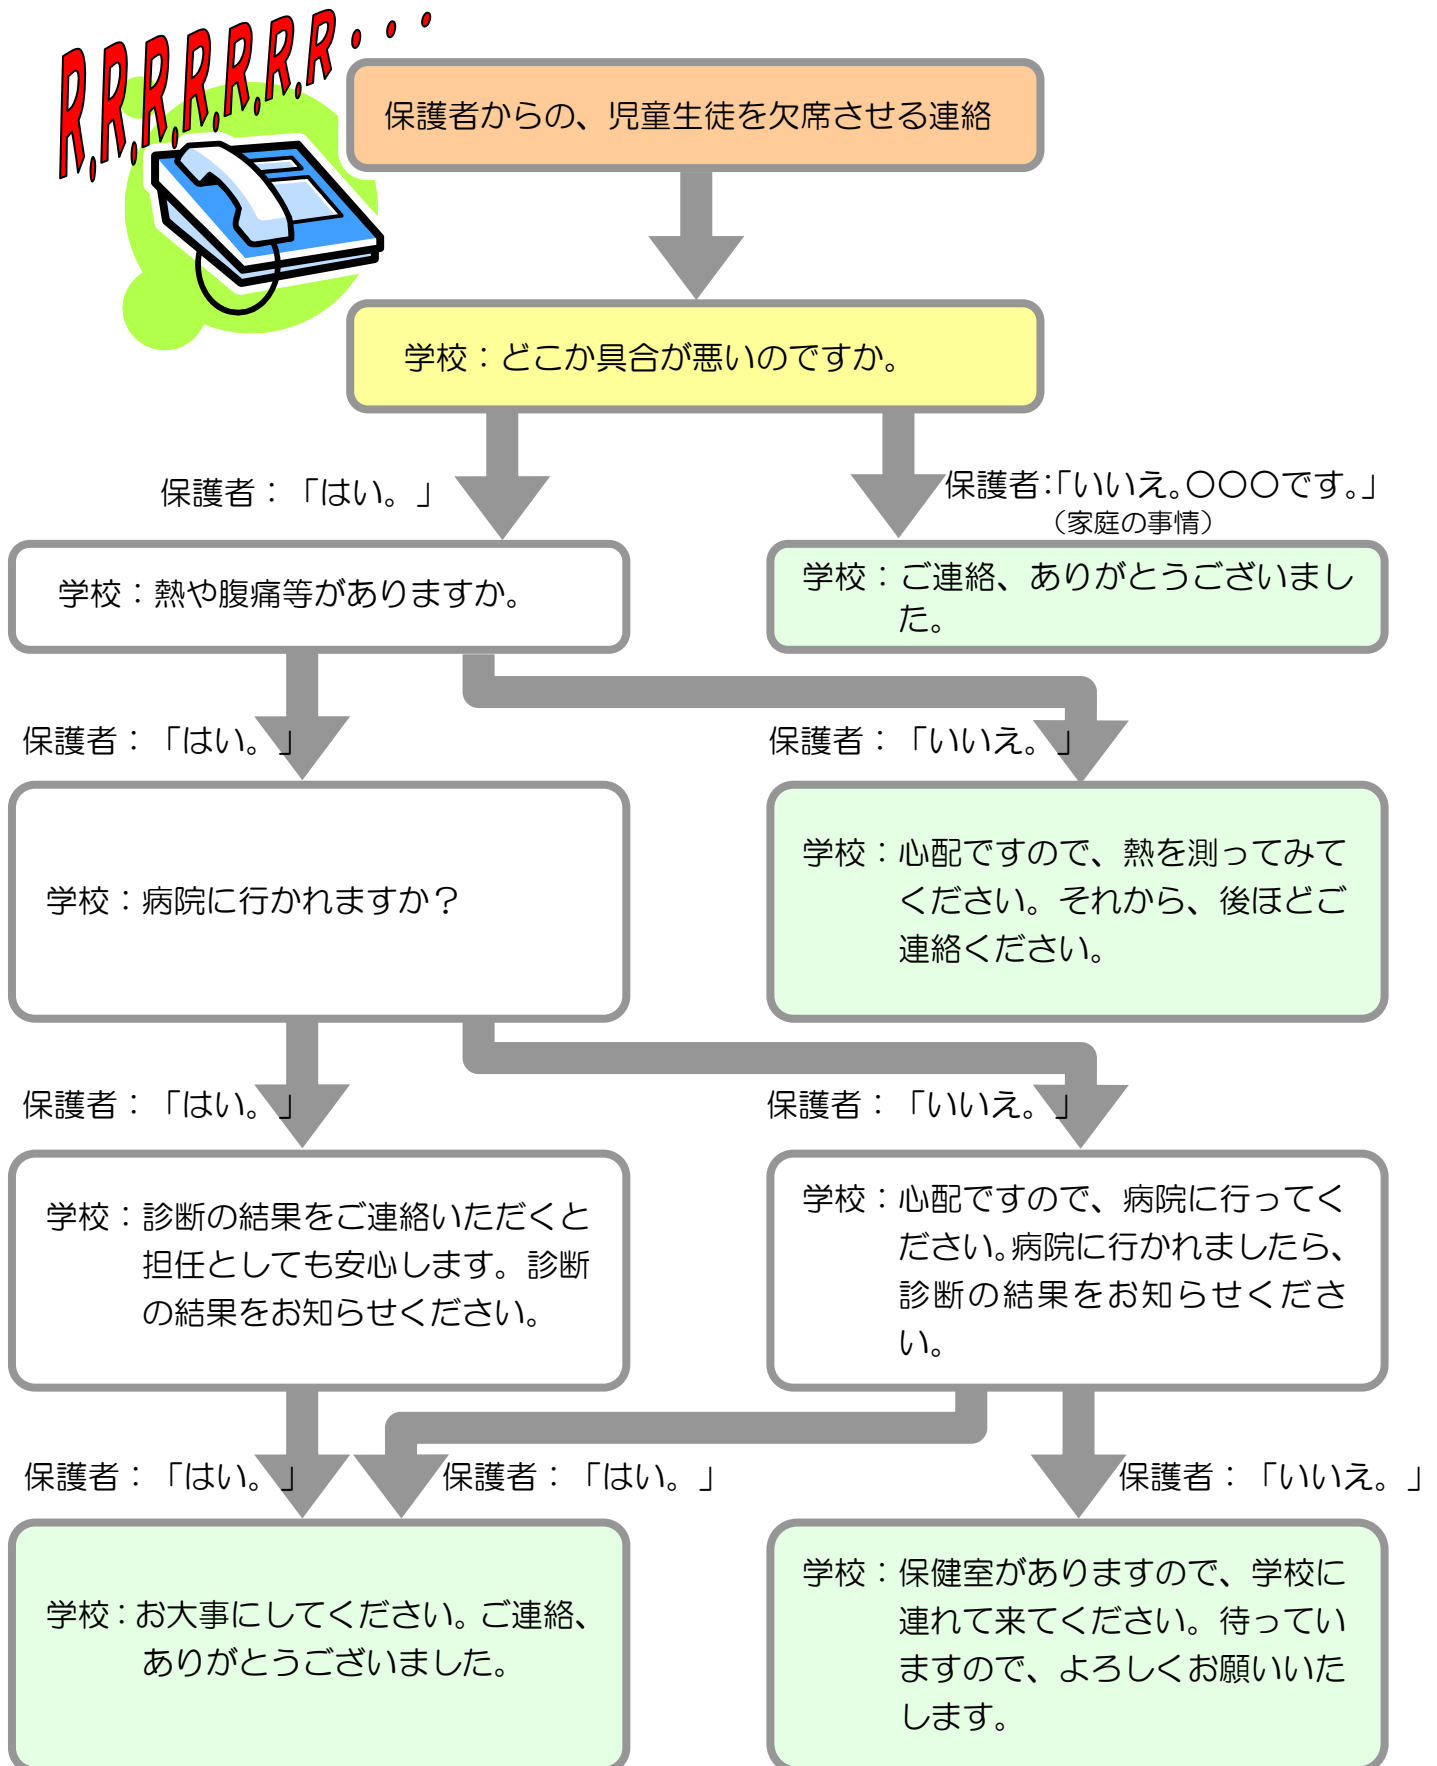 R,R,R,R,R,R,R・・・
保護者からの、児童生徒を欠席させる連絡
学校：どこか具合が悪いのですか。
保護者：「はい。」
保護者:「いいえ。〇〇〇です。」
（家庭の事情）
学校：熱や腹痛等がありますか。
学校：ご連絡、ありがとうございまし
た。
保護者：「はい。」
保護者：「いいえ。」
学校：病院に行かれますか？
学校：心配ですので、熱を測ってみて
ください。それから、後ほどご
連絡ください。
保護者：「はい。」
保護者：「いいえ。」
学校：診断の結果をご連絡いただくと
担任としても安心します。診断
の結果をお知らせください。
学校：心配ですので、病院に行ってく
ださい。病院に行かれましたら、
診断の結果をお知らせくださ
い。
保護者：「はい。」
保護者：「はい。」
保護者：「いいえ。」
学校：お大事にしてください。ご連絡、
ありがとうございました。
学校：保健室がありますので、学校に
連れて来てください。待ってい
ますので、よろしくお願いいた
します。